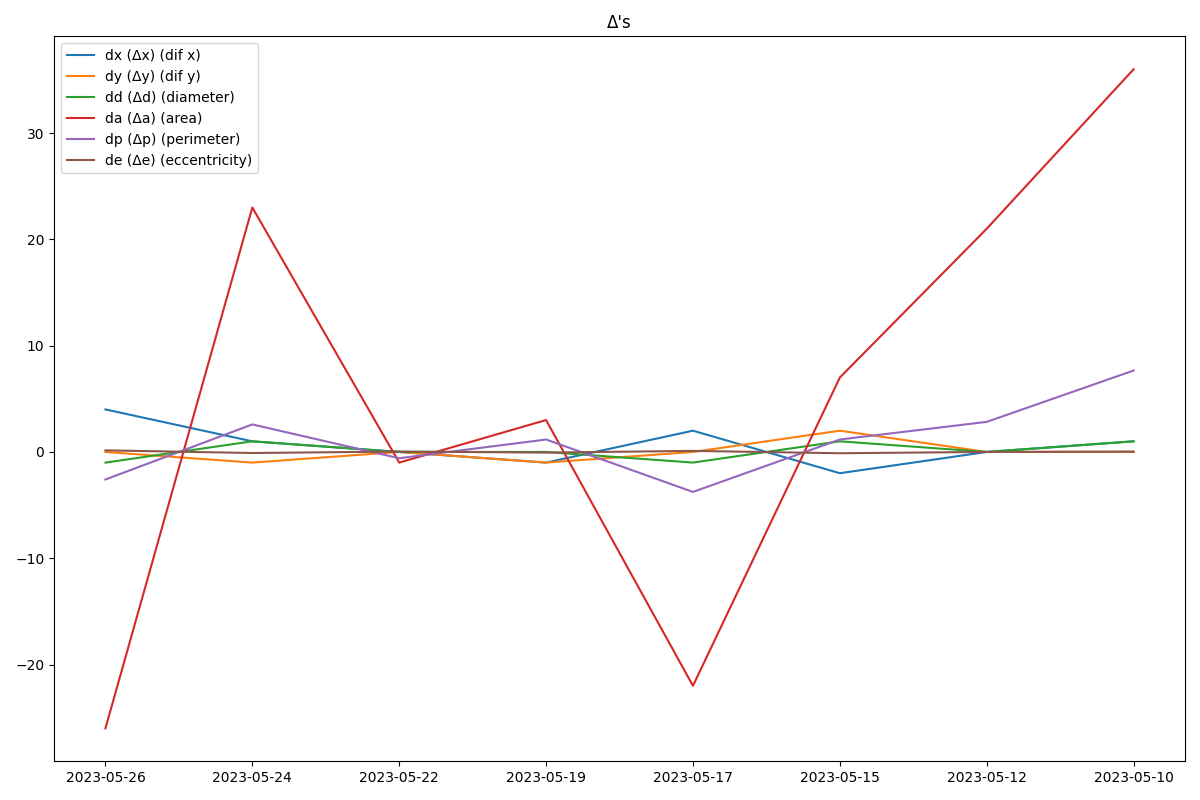 Δ's
dx (Δx) (dif x)
dy (Δy) (dif y)
dd (Δd) (diameter)
da (Δa) (area)
dp (Δp) (perimeter)
de (Δe) (eccentricity)
30
20
10
0
−10
−20
2023-05-26 2023-05-24 2023-05-22 2023-05-19 2023-05-17 2023-05-15 2023-05-12 2023-05-10